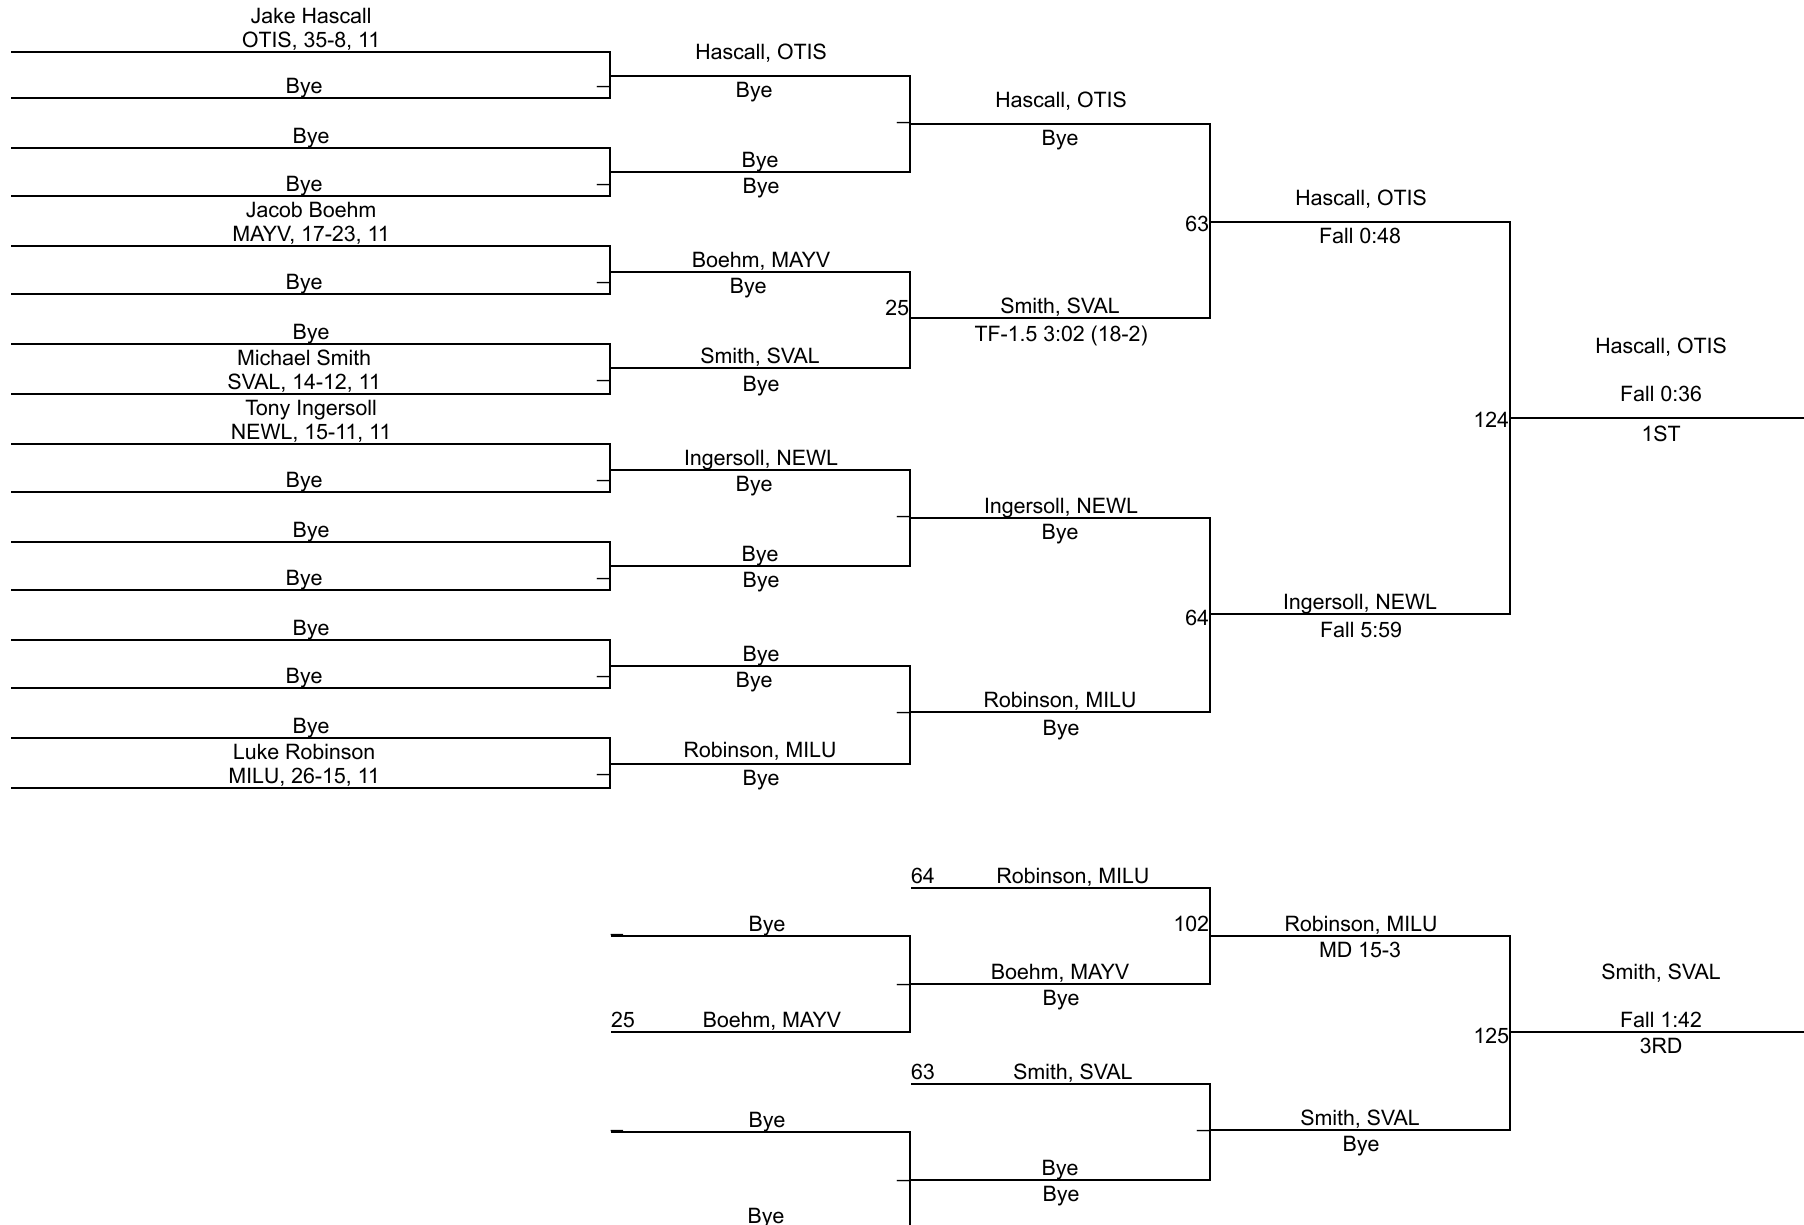 Jake Hascall
OTIS, 35-8, 11
Bye
Bye
Bye
Jacob Boehm
MAYV, 17-23, 11
Bye
Bye
Michael Smith
SVAL, 14-12, 11
Tony Ingersoll
NEWL, 15-11, 11
Bye
Bye
Bye
Bye
Bye
Bye
Luke Robinson
MILU, 26-15, 11
Hascall, OTIS
Bye
Bye
Bye
Boehm, MAYV
Bye
25
Smith, SVAL
Bye
Ingersoll, NEWL
Bye
Bye
Bye
Bye
Bye
Robinson, MILU
Bye
Hascall, OTIS
Bye
63
Smith, SVAL
TF-1.5 3:02 (18-2)
Ingersoll, NEWL
Bye
64
Robinson, MILU
Bye
Hascall, OTIS
Fall 0:48
124
Ingersoll, NEWL
Fall 5:59
Hascall, OTIS
Fall 0:36
1ST
Bye
25 Boehm, MAYV
Bye
Bye
64 Robinson, MILU
102
Boehm, MAYV
Bye
63 Smith, SVAL
Bye
Bye
Robinson, MILU
MD 15-3
125
Smith, SVAL
Bye
Smith, SVAL
Fall 1:42
3RD